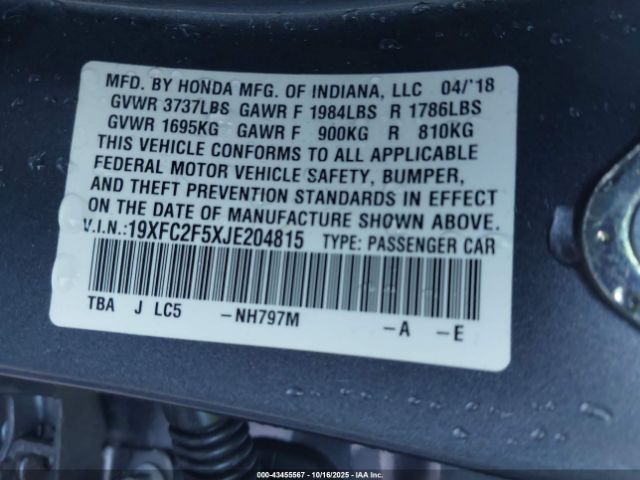 MFD. BY HONDA MFG. OF INDIANA, LLC 04/'18
GVWR 3737LBS GAWR F 1984LBS R 1786LBS
GVWR 1695KG GAWR F 900KG R 810KG
THIS VEHICLE CONFORMS TO ALL APPLICABLE
FEDERAL MOTOR VEHICLE SAFETY, BUMPER,
AND THEFT PREVENTION STANDARDS IN EFFECT
ON THE DATE OF MANUFACTURE SHOWN ABOVE.
V.I.N.:19XFC2F5XJE204815 TYPE: PASSENGER CAR
TBA J LC5 -NH797M -A -E
000-43455567 - 10/16/2025 - IAA Inc.